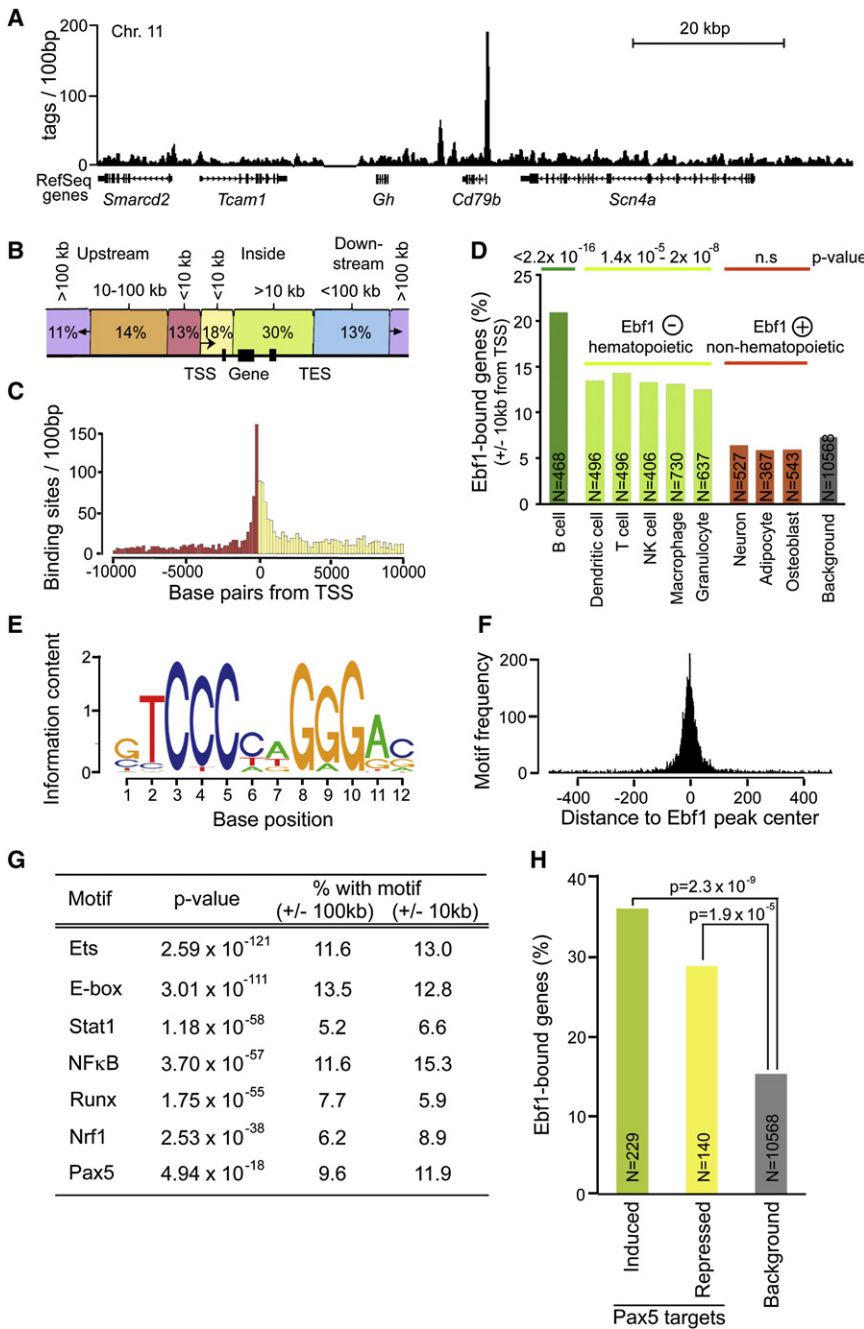 A
Chr. 11
20 kbp
tags / 100bp
200
100
0
RefSeq
genes
Smarcd2
Tcam1
Gh
Cd79b
Scn4a
B
>100 kb
Upstream
10-100 kb
<10 kb
<10 kb
Inside
>10 kb
Down-
stream
<100 kb
>100 kb
11%
14%
13%
18%
30%
13%
TSS
Gene
TES
C
Binding sites / 100bp
150
100
50
0
-10000
-5000
0
5000
10000
Base pairs from TSS
D
<2.2x 10-16
1.4x 10-5 - 2x 10-8
n.s
p-value
Ebf1-bound genes (%)
(+/- 10kb from TSS)
25
20
15
10
5
0
Ebf1 −
hematopoietic
Ebf1 +
non-hematopoietic
N=468
N=496
N=496
N=406
N=730
N=637
N=527
N=367
N=543
N=10568
B cell
Dendritic cell
T cell
NK cell
Macrophage
Granulocyte
Neuron
Adipocyte
Osteoblast
Background
E
Information content
2
1
0
GTCCCCAGGGAC
1 2 3 4 5 6 7 8 9 10 11 12
Base position
F
Motif frequency
200
100
0
-400
-200
0
200
400
Distance to Ebf1 peak center
G
Motif p-value % with motif
(+/- 100kb) (+/- 10kb)
Ets 2.59 x 10-121 11.6 13.0
E-box 3.01 x 10-111 13.5 12.8
Stat1 1.18 x 10-58 5.2 6.6
NFκB 3.70 x 10-57 11.6 15.3
Runx 1.75 x 10-55 7.7 5.9
Nrf1 2.53 x 10-38 6.2 8.9
Pax5 4.94 x 10-18 9.6 11.9
H
Ebf1-bound genes (%)
40
30
20
10
0
p=2.3 x 10-9
p=1.9 x 10-5
N=229
N=140
N=10568
Induced
Repressed
Background
Pax5 targets